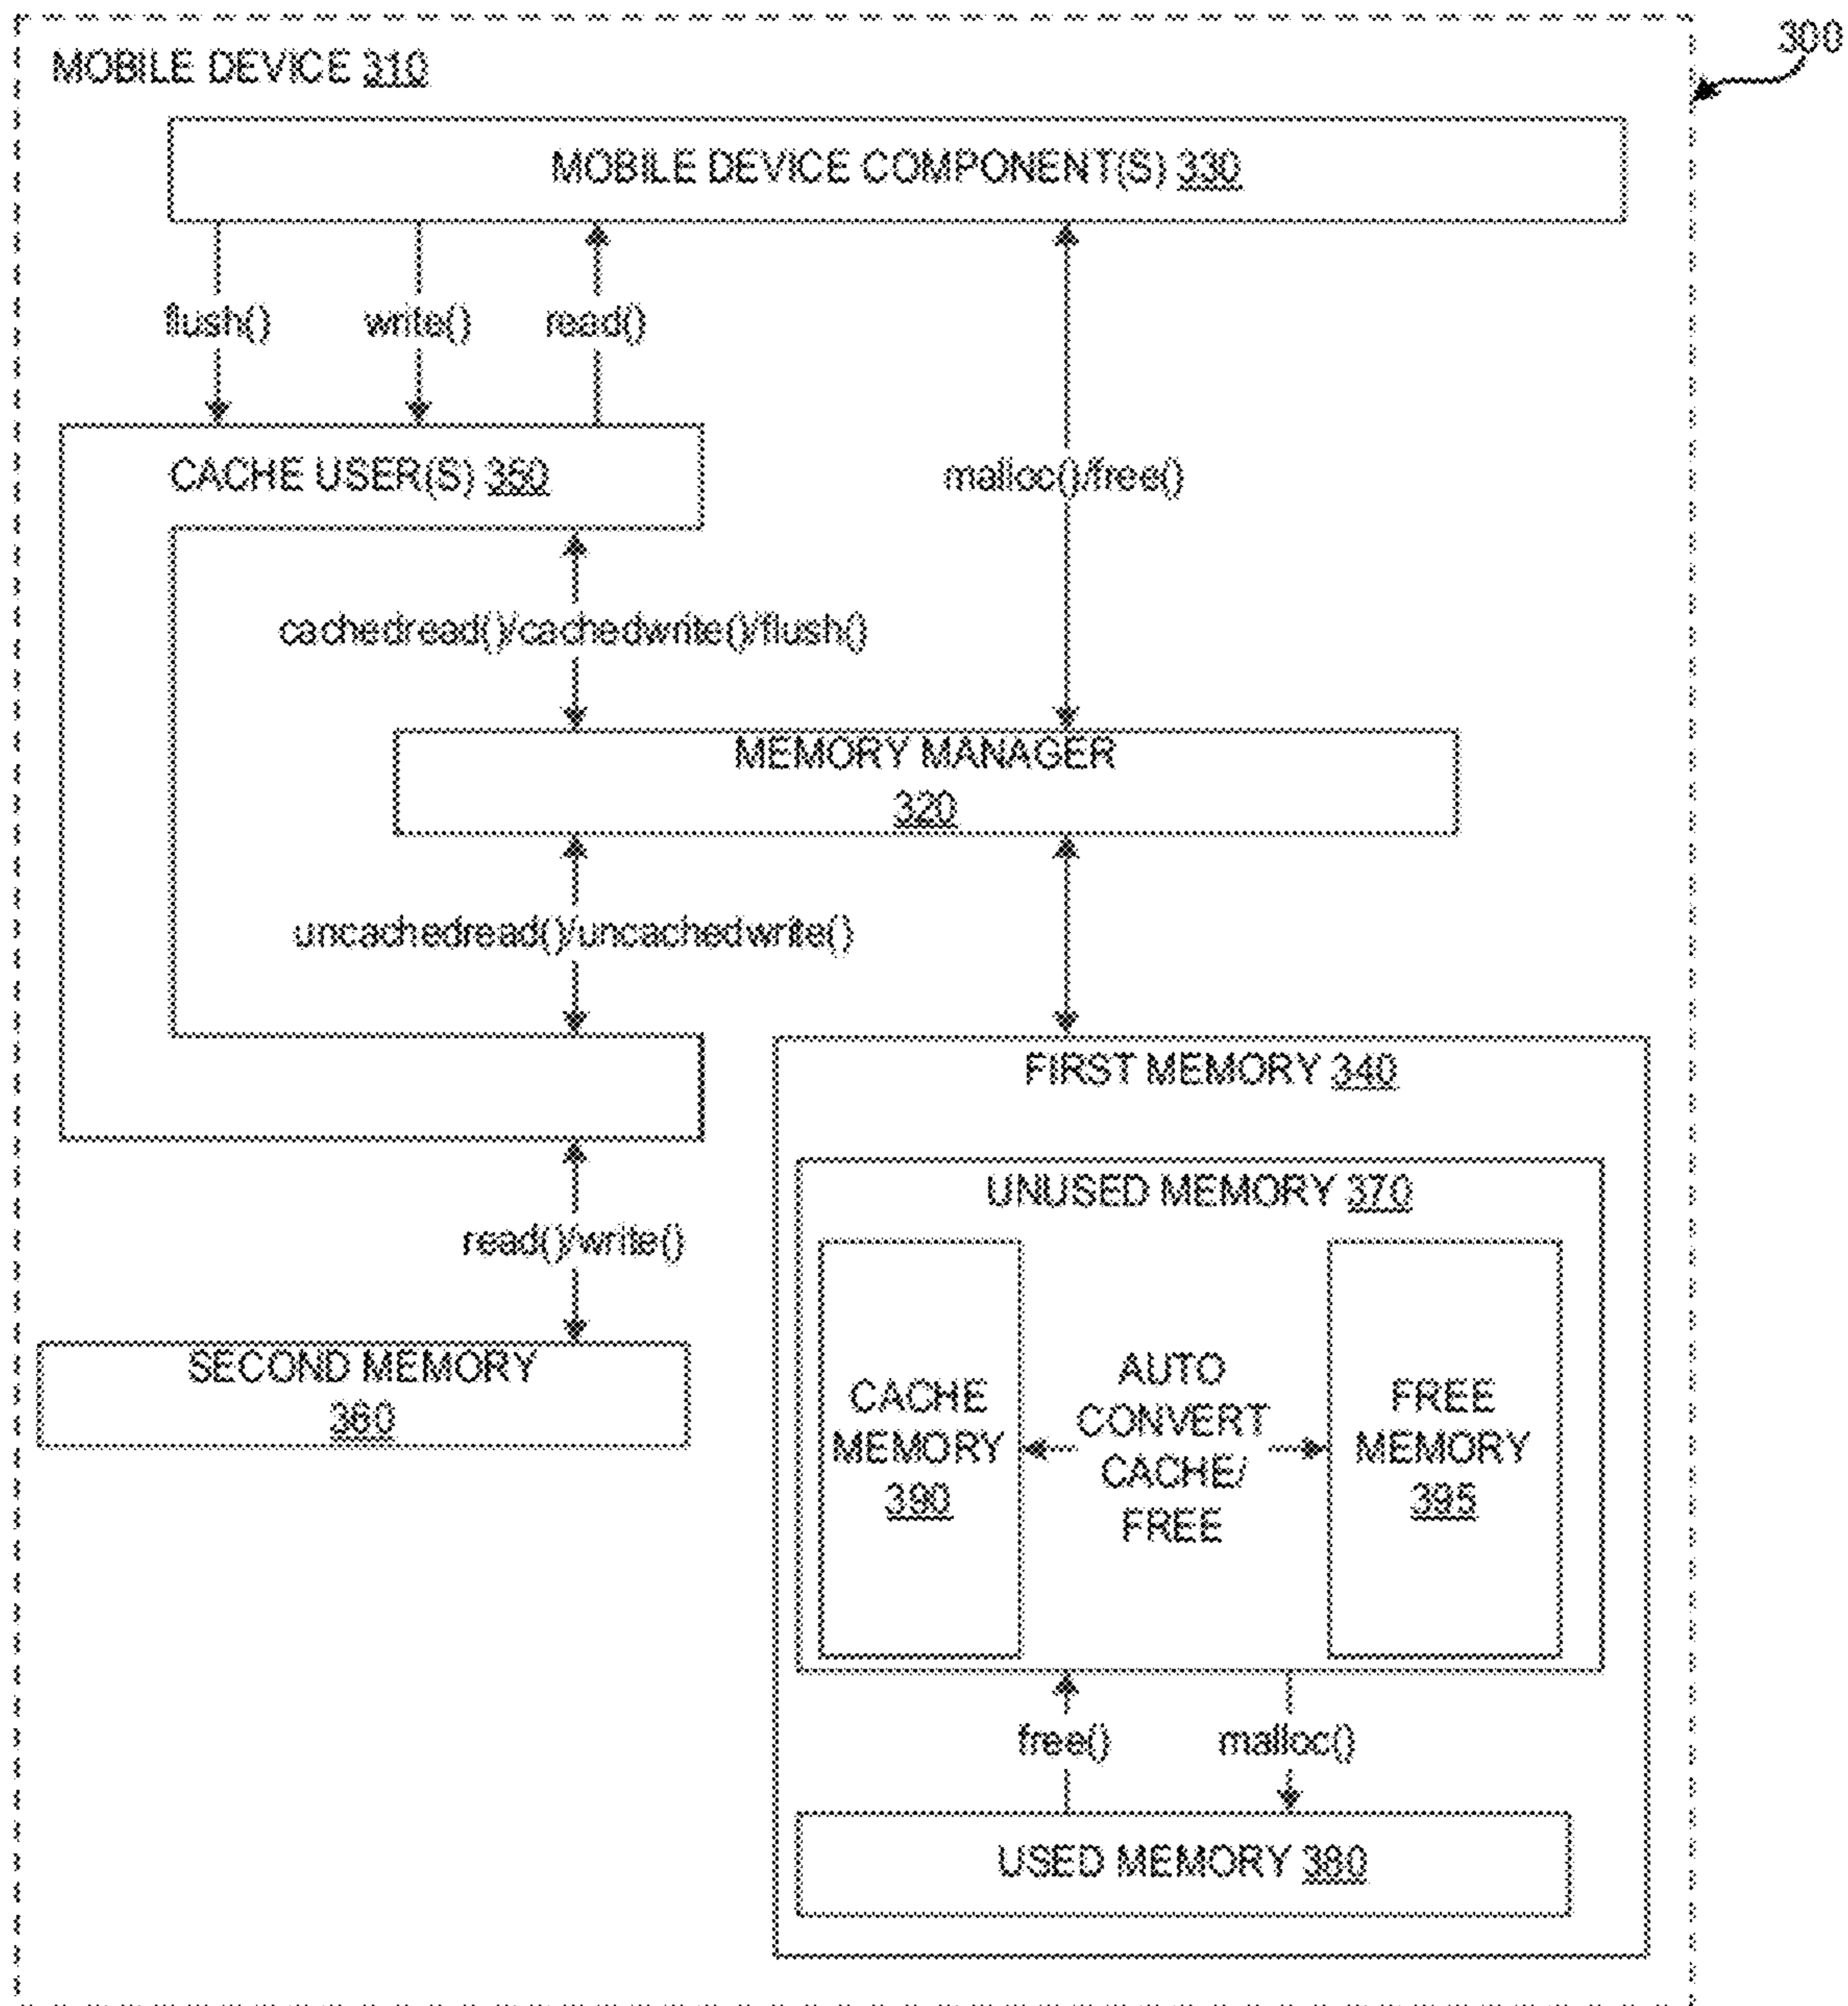 300
MOBILE DEVICE 310
MOBILE DEVICE COMPONENT(S) 330
flush()
write()
read()
CACHE USER(S) 350
malloc()/free()
cachedread()/cachedwrite()/flush()
MEMORY MANAGER
320
uncachedread()/uncachedwrite()
FIRST MEMORY 340
UNUSED MEMORY 370
read()/write()
SECOND MEMORY
360
CACHE
MEMORY
390
AUTO
CONVERT
CACHE/
FREE
FREE
MEMORY
395
free()
malloc()
USED MEMORY 380